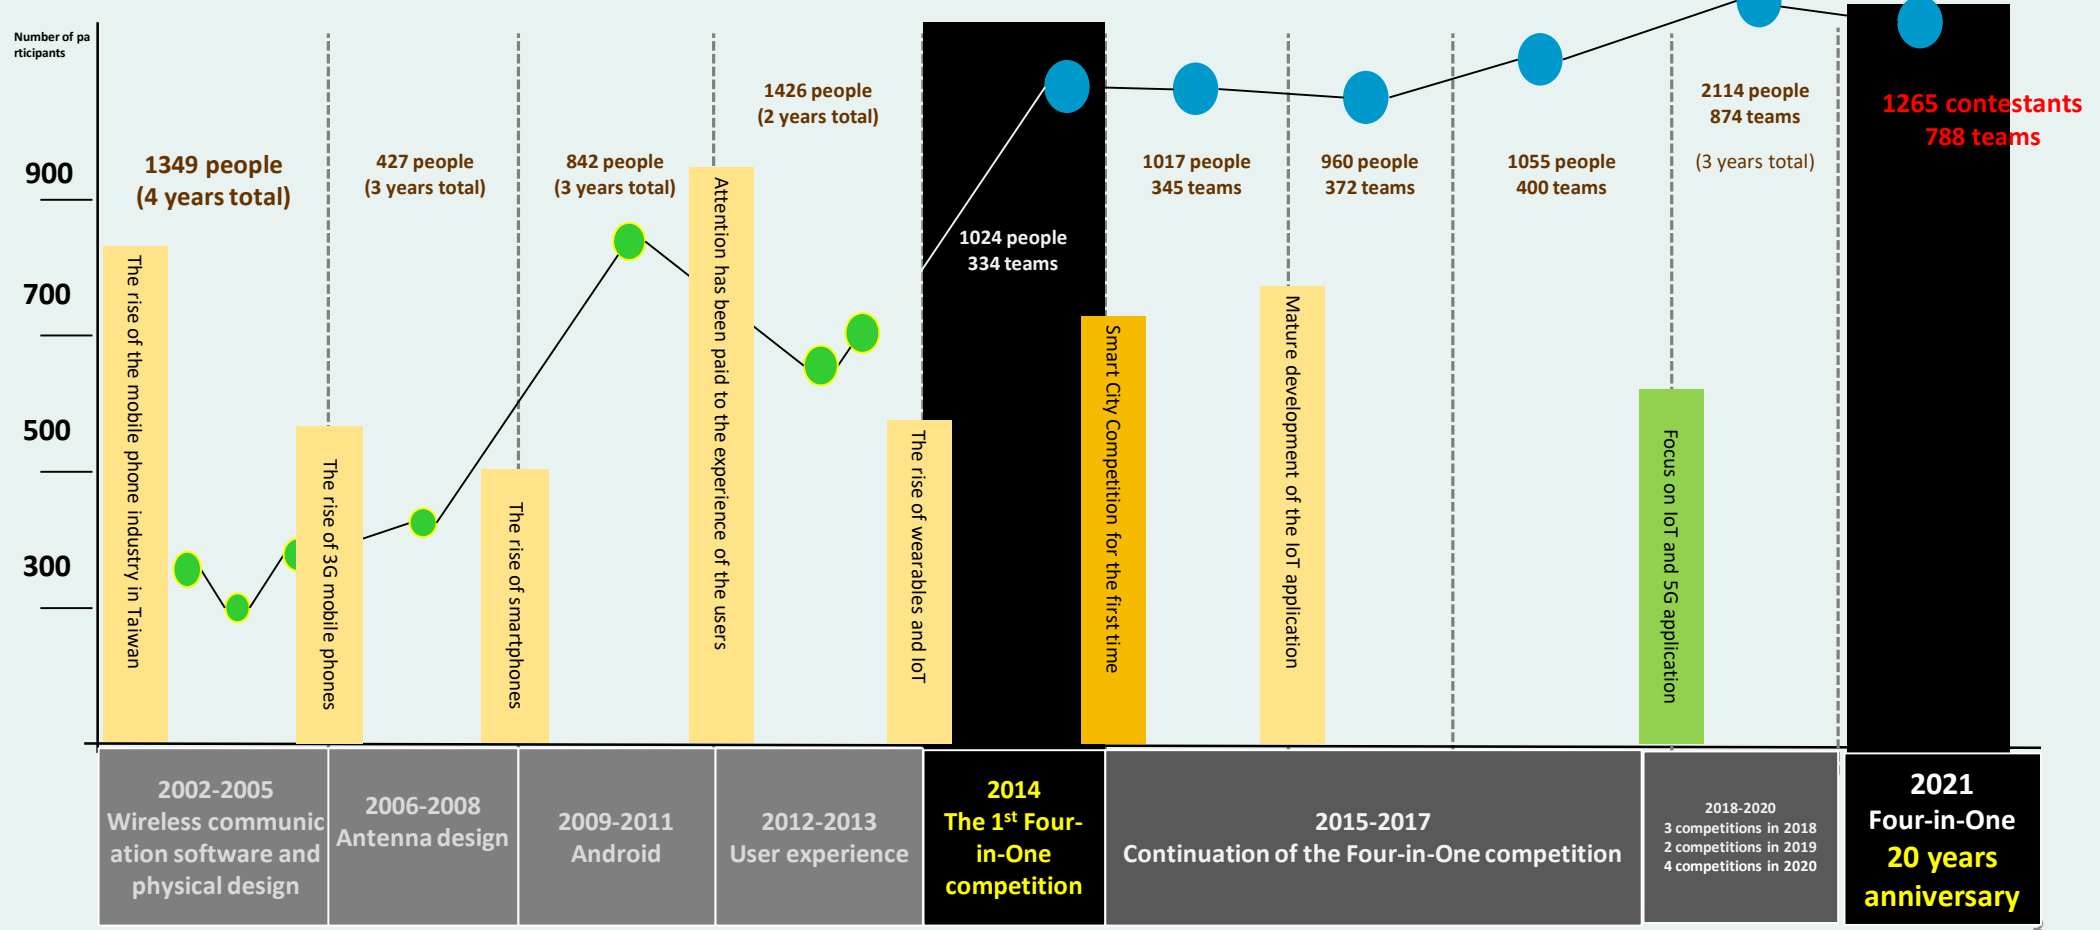 Number of pa
rticipants
900
700
500
300
1349 people
(4 years total)
427 people
(3 years total)
842 people
(3 years total)
1426 people
(2 years total)
1024 people
334 teams
1017 people
345 teams
960 people
372 teams
1055 people
400 teams
2114 people
874 teams
(3 years total)
1265 contestants
788 teams
The rise of the mobile phone industry in Taiwan
The rise of 3G mobile phones
The rise of smartphones
Attention has been paid to the experience of the users
The rise of wearables and IoT
Smart City Competition for the first time
Mature development of the IoT application
Focus on IoT and 5G application
2002-2005
Wireless communic
ation software and
physical design
2006-2008
Antenna design
2009-2011
Android
2012-2013
User experience
2014
The 1st Four-
in-One
competition
2015-2017
Continuation of the Four-in-One competition
2018-2020
3 competitions in 2018
2 competitions in 2019
4 competitions in 2020
2021
Four-in-One
20 years
anniversary